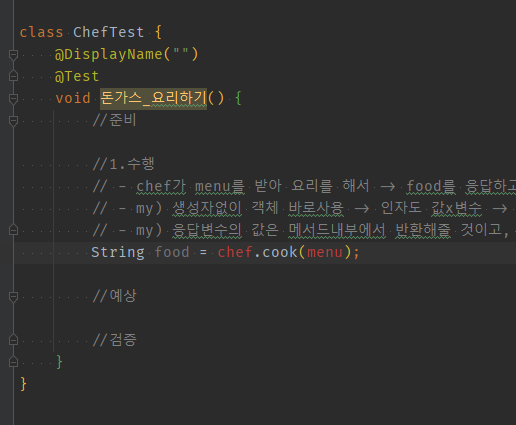 class ChefTest {
@DisplayName("")
@Test
void 돈가스_요리하기() {
//준비
//1.수행
// - chef가 menu를 받아 요리를 해서 → food를 응답하고
// - my) 생성자없이 객체 바로사용 → 인자도 값x변수 →
// - my) 응답변수의 값은 메서드내부에서 반환해줄 것이고,
String food = chef.cook(menu);
//예상
//검증
}
}